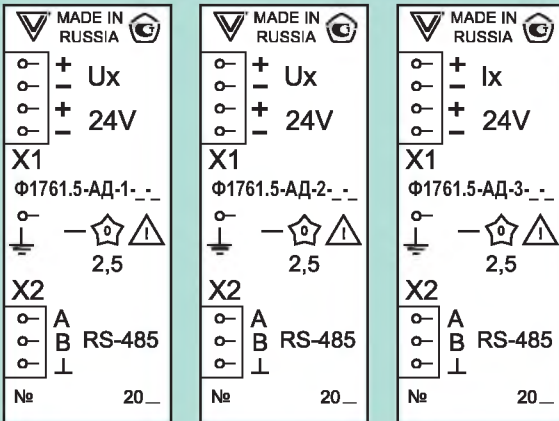 MADE IN
RUSSIA
+
Ux
−
+
24V
−
X1
Ф1761.5-АД-1-_-_
2,5
X2
A
B RS-485
⊥
№ 20_
MADE IN
RUSSIA
+
Ux
−
+
24V
−
X1
Ф1761.5-АД-2-_-_
2,5
X2
A
B RS-485
⊥
№ 20_
MADE IN
RUSSIA
+
Ix
−
+
24V
−
X1
Ф1761.5-АД-3-_-_
2,5
X2
A
B RS-485
⊥
№ 20_